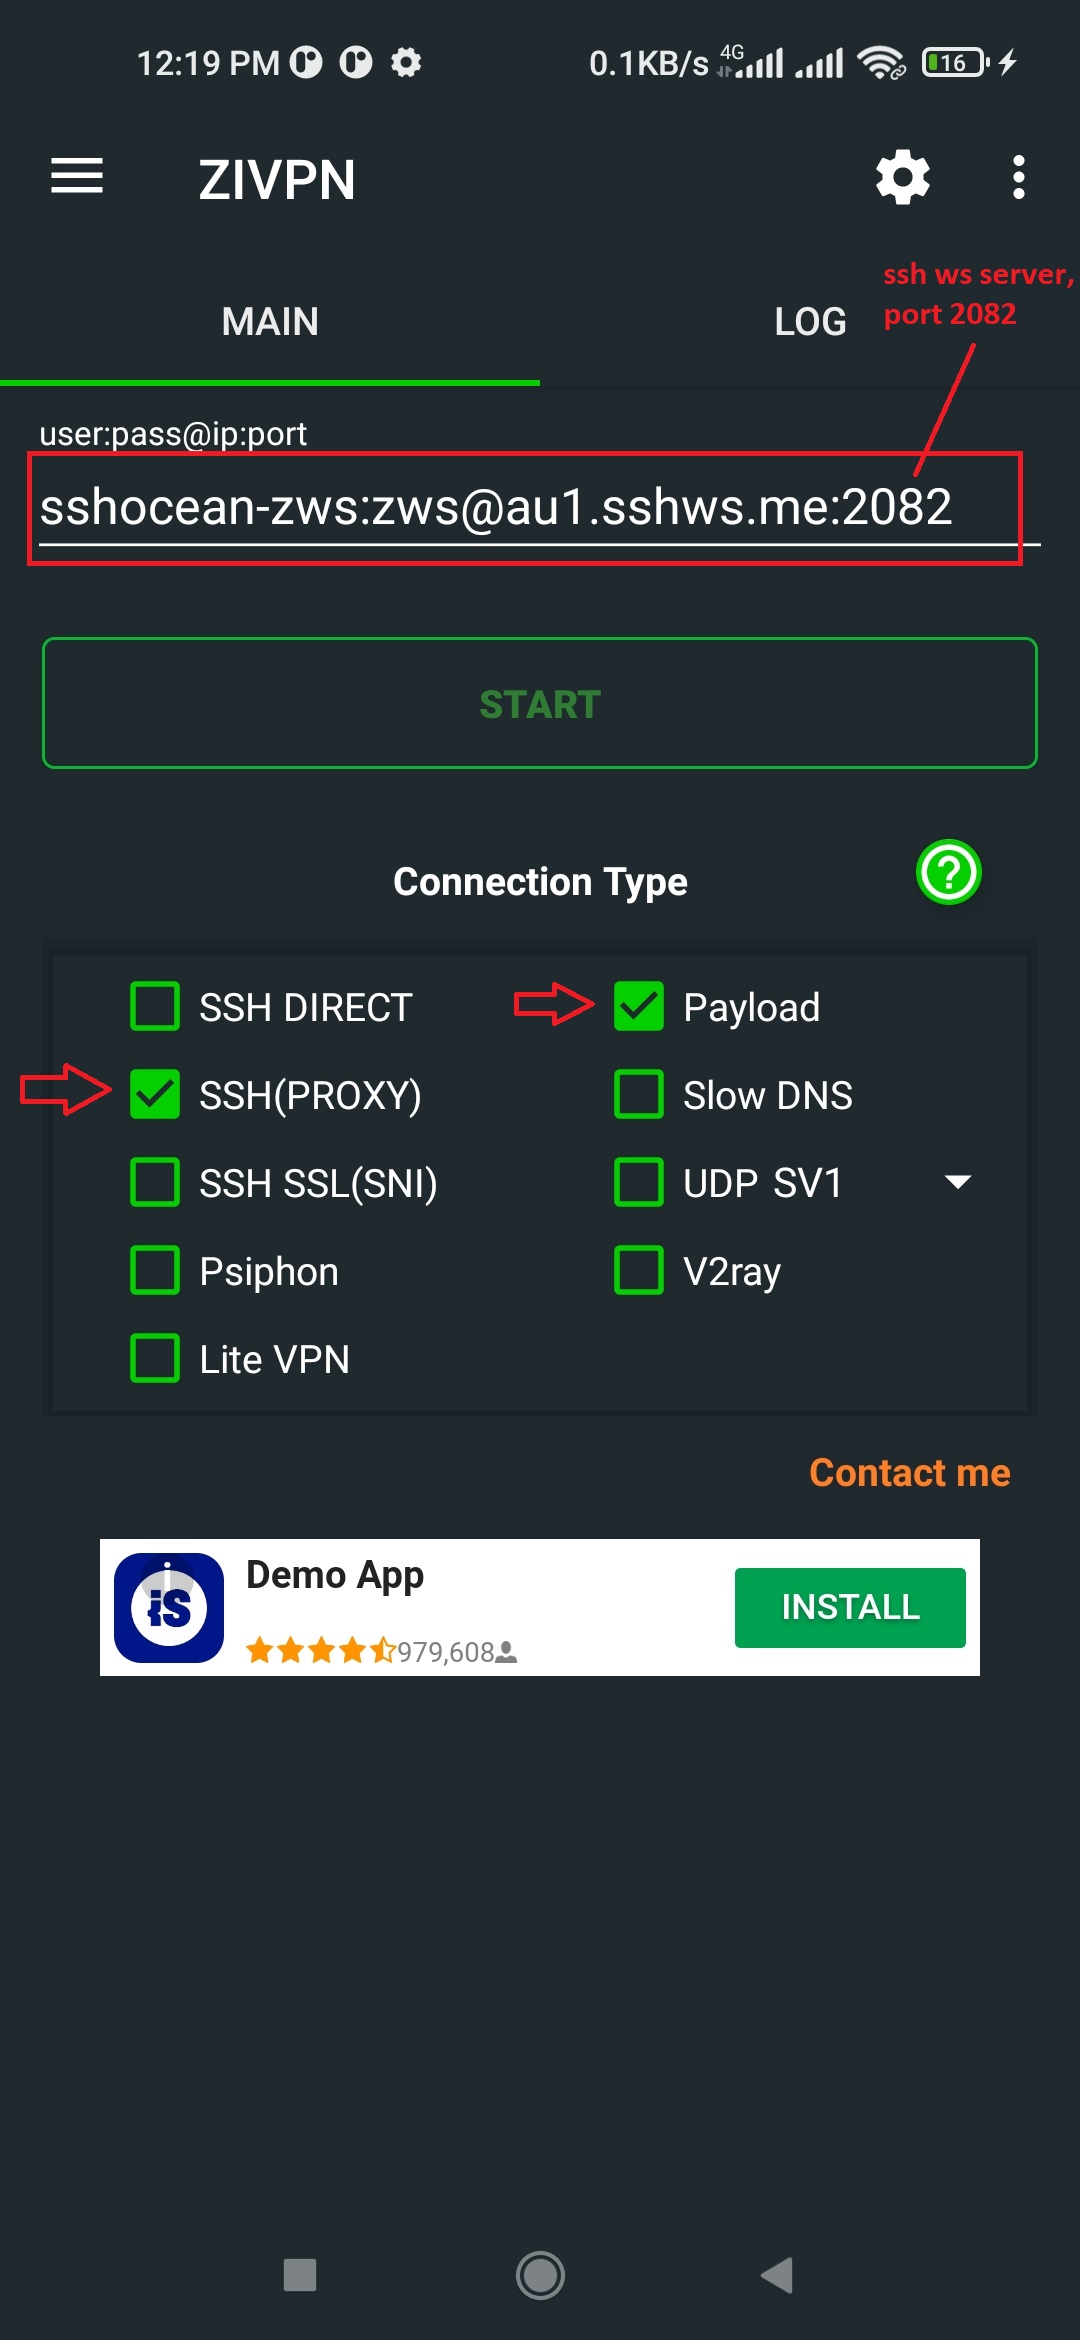 12:19 PM 0.1KB/s 4G 16
ZIVPN
ssh ws server,
port 2082
MAIN LOG
user:pass@ip:port
sshocean-zws:zws@au1.sshws.me:2082
START
Connection Type ?
SSH DIRECT Payload
SSH(PROXY) Slow DNS
SSH SSL(SNI) UDP SV1
Psiphon V2ray
Lite VPN
Contact me
Demo App
iS INSTALL
979,608